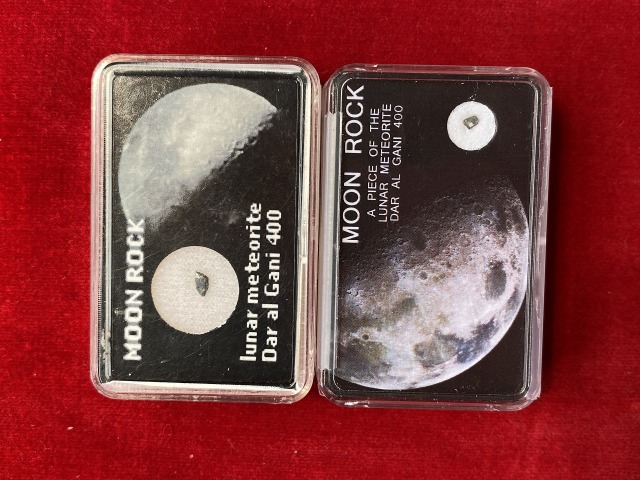 MOON ROCK
lunar meteorite
Dar al Gani 400
MOON ROCK
A PIECE OF THE
LUNAR METEORITE
DAR AL GANI 400